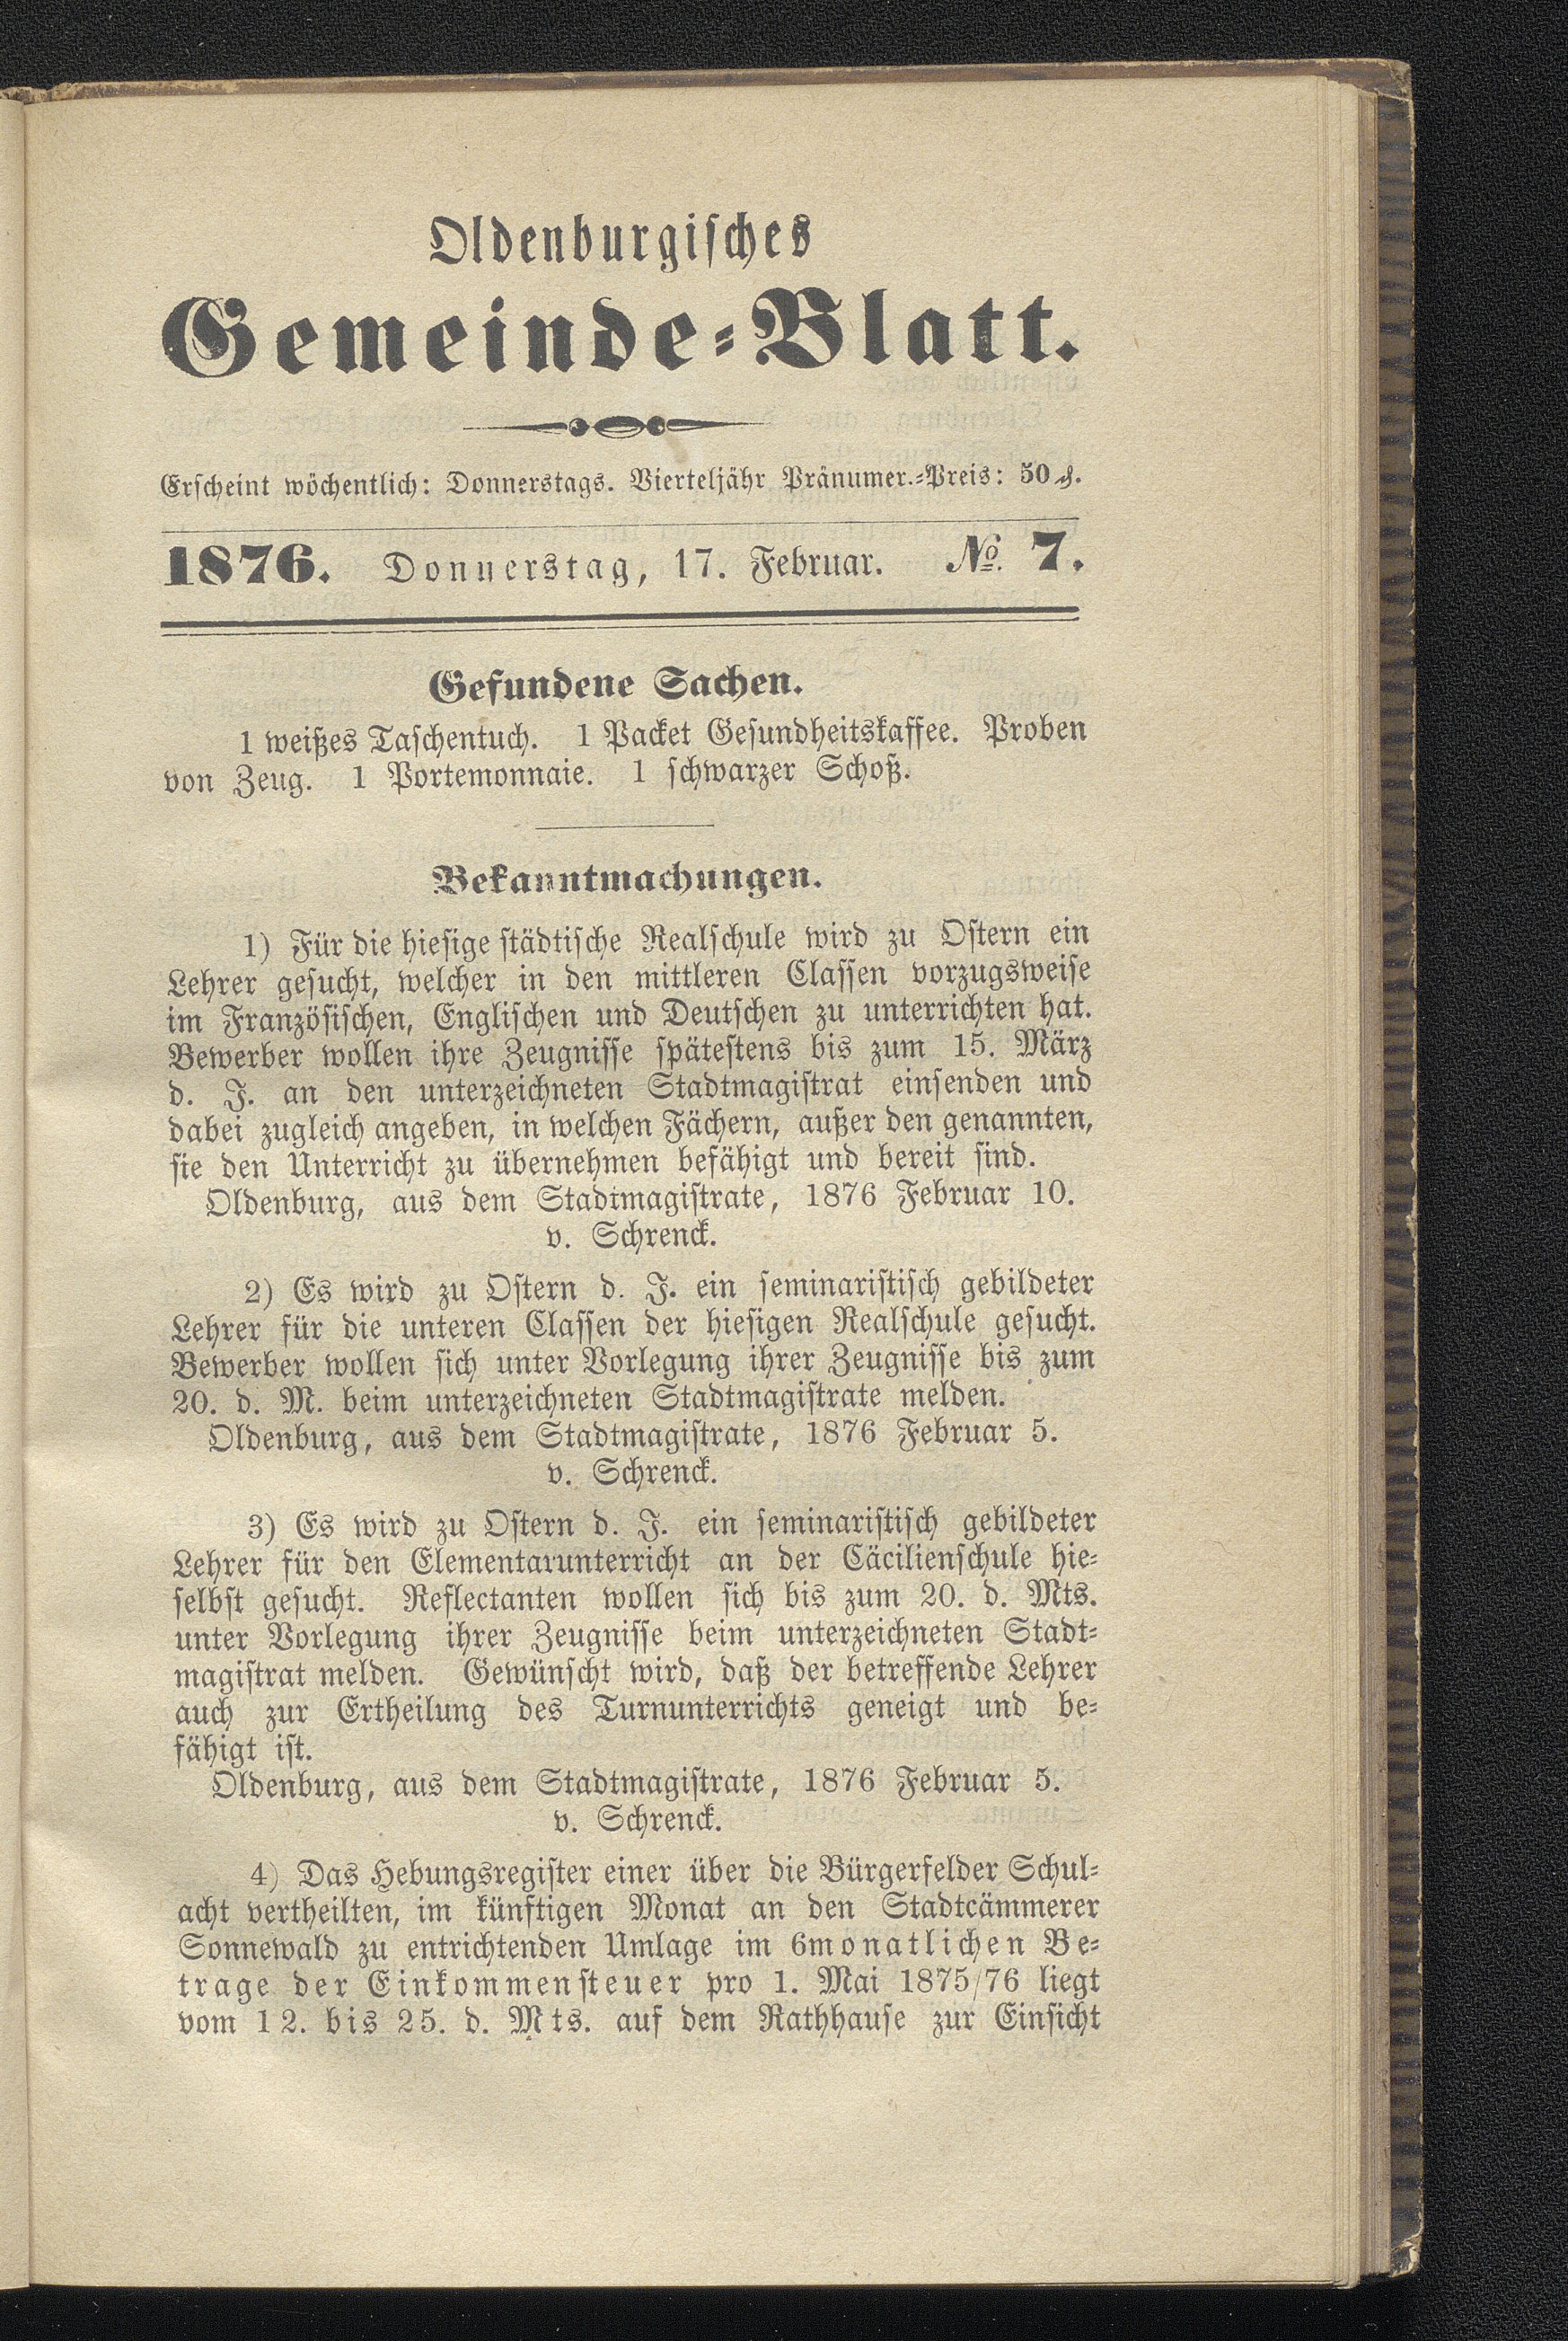 Oldenburgisches
Gemeinde-Blatt.
Erscheint wöchentlich: Donnerstags. Vierteljähr Pränumer.-Preis: 50 ₰.
1876. Donnerstag, 17. Februar. № 7.
Gefundene Sachen.
1 weißes Taschentuch. 1 Packet Gesundheitskaffee. Proben
von Zeug. 1 Portemonnaie. 1 schwarzer Schoß.
Bekanntmachungen.
1) Für die hiesige städtische Realschule wird zu Ostern ein
Lehrer gesucht, welcher in den mittleren Classen vorzugsweise
im Französischen, Englischen und Deutschen zu unterrichten hat.
Bewerber wollen ihre Zeugnisse spätestens bis zum 15. März
d. J. an den unterzeichneten Stadtmagistrat einsenden und
dabei zugleich angeben, in welchen Fächern, außer den genannten,
sie den Unterricht zu übernehmen befähigt und bereit sind.
Oldenburg, aus dem Stadtmagistrate, 1876 Februar 10.
v. Schrenck.
2) Es wird zu Ostern d. J. ein seminaristisch gebildeter
Lehrer für die unteren Classen der hiesigen Realschule gesucht.
Bewerber wollen sich unter Vorlegung ihrer Zeugnisse bis zum
20. d. M. beim unterzeichneten Stadtmagistrate melden.
Oldenburg, aus dem Stadtmagistrate, 1876 Februar 5.
v. Schrenck.
3) Es wird zu Ostern d. J. ein seminaristisch gebildeter
Lehrer für den Elementarunterricht an der Cäcilienschule hie-
selbst gesucht. Reflectanten wollen sich bis zum 20. d. Mts.
unter Vorlegung ihrer Zeugnisse beim unterzeichneten Stadt-
magistrat melden. Gewünscht wird, daß der betreffende Lehrer
auch zur Ertheilung des Turnunterrichts geneigt und be-
fähigt ist.
Oldenburg, aus dem Stadtmagistrate, 1876 Februar 5.
v. Schrenck.
4) Das Hebungsregister einer über die Bürgerfelder Schul-
acht vertheilten, im künftigen Monat an den Stadtcämmerer
Sonnewald zu entrichtenden Umlage im 6monatlichen Be-
trage der Einkommensteuer pro 1. Mai 1875/76 liegt
vom 12. bis 25. d. Mts. auf dem Rathhause zur Einsicht